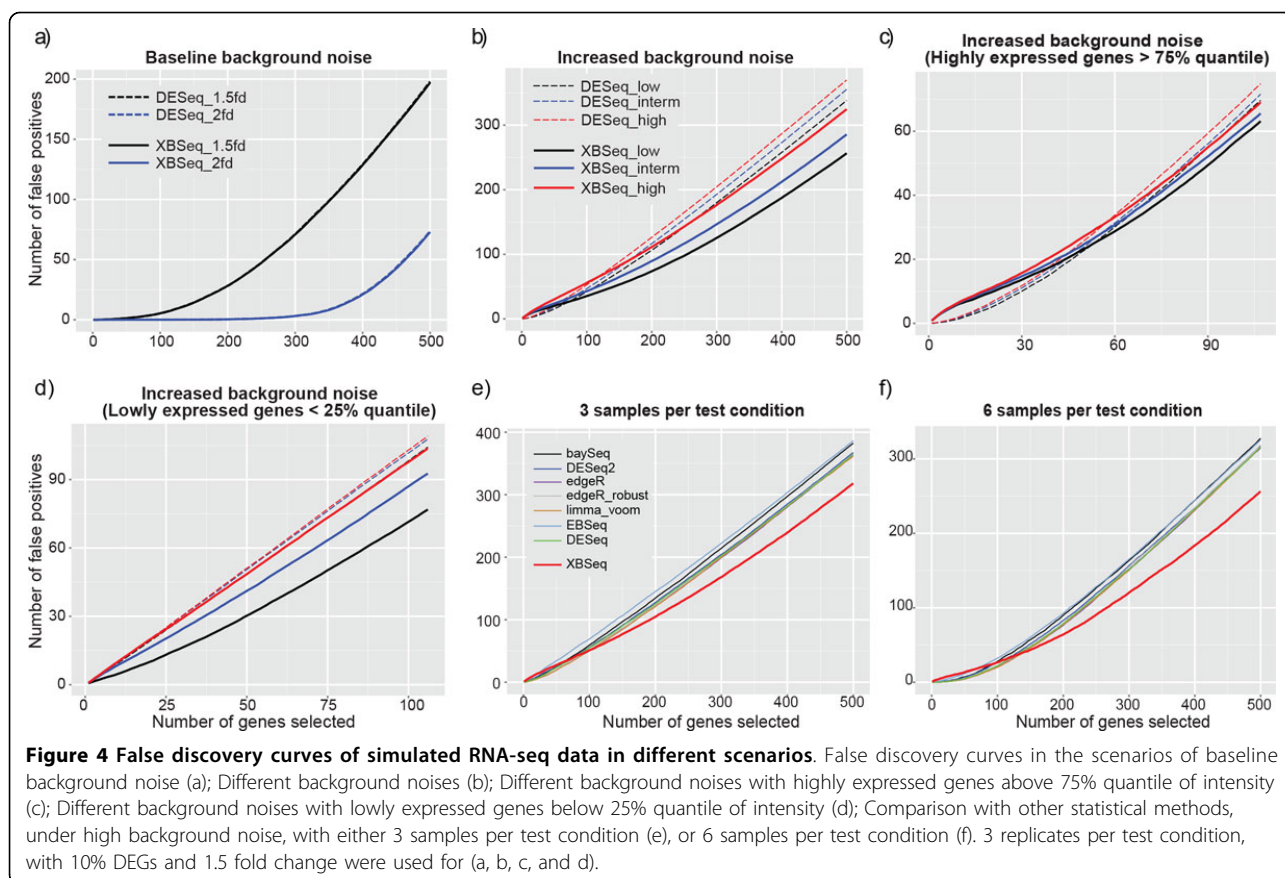 a)
Baseline background noise
200
150
100
50
0
Number of false positives
DESeq_1.5fd
DESeq_2fd
XBSeq_1.5fd
XBSeq_2fd
0 100 200 300 400 500
b)
Increased background noise
300
200
100
0
DESeq_low
DESeq_interm
DESeq_high
XBSeq_low
XBSeq_interm
XBSeq_high
0 100 200 300 400 500
c)
Increased background noise
(Highly expressed genes > 75% quantile)
60
40
20
0
30 60 90
d)
Increased background noise
(Lowly expressed genes < 25% quantile)
90
60
30
0
Number of false positives
0 25 50 75 100
Number of genes selected
e)
3 samples per test condition
400
300
200
100
0
baySeq
DESeq2
edgeR
edgeR_robust
limma_voom
EBSeq
DESeq
XBSeq
0 100 200 300 400 500
Number of genes selected
f)
6 samples per test condition
300
200
100
0
0 100 200 300 400 500
Number of genes selected
Figure 4 False discovery curves of simulated RNA-seq data in different scenarios. False discovery curves in the scenarios of baseline
background noise (a); Different background noises (b); Different background noises with highly expressed genes above 75% quantile of intensity
(c); Different background noises with lowly expressed genes below 25% quantile of intensity (d); Comparison with other statistical methods,
under high background noise, with either 3 samples per test condition (e), or 6 samples per test condition (f). 3 replicates per test condition,
with 10% DEGs and 1.5 fold change were used for (a, b, c, and d).